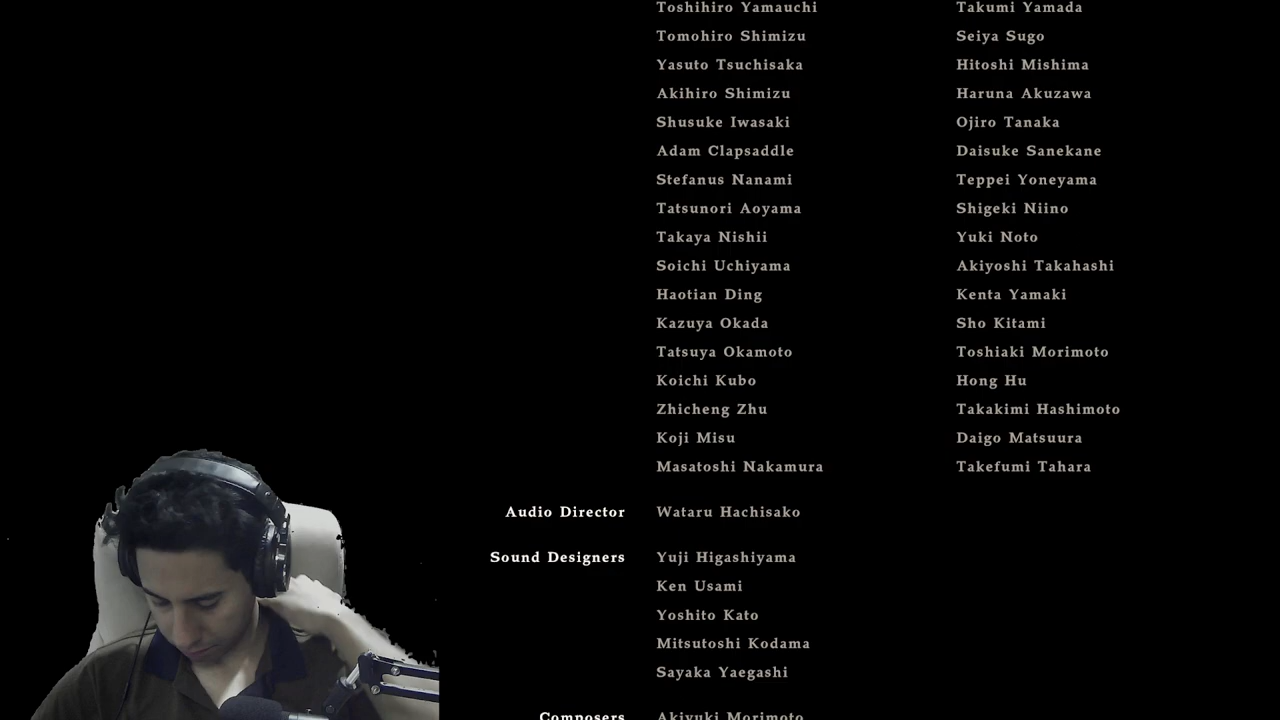 Toshihiro Yamauchi Takumi Yamada
Tomohiro Shimizu Seiya Sugo
Yasuto Tsuchisaka Hitoshi Mishima
Akihiro Shimizu Haruna Akuzawa
Shusuke Iwasaki Ojiro Tanaka
Adam Clapsaddle Daisuke Sanekane
Stefanus Nanami Teppei Yoneyama
Tatsunori Aoyama Shigeki Niino
Takaya Nishii Yuki Noto
Soichi Uchiyama Akiyoshi Takahashi
Haotian Ding Kenta Yamaki
Kazuya Okada Sho Kitami
Tatsuya Okamoto Toshiaki Morimoto
Koichi Kubo Hong Hu
Zhicheng Zhu Takakimi Hashimoto
Koji Misu Daigo Matsuura
Masatoshi Nakamura Takefumi Tahara
Audio Director Wataru Hachisako
Sound Designers Yuji Higashiyama
Ken Usami
Yoshito Kato
Mitsutoshi Kodama
Sayaka Yaegashi
Composers Akiyuki Morimoto